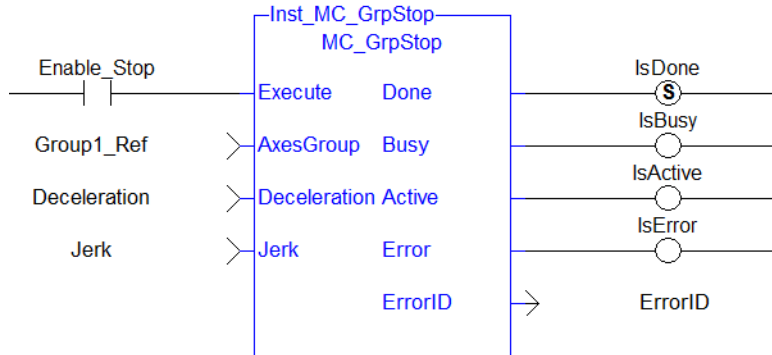 Inst_MC_GrpStop
MC_GrpStop
Enable_Stop IsDone
Execute Done S
IsBusy
Group1_Ref AxesGroup Busy
IsActive
Deceleration Deceleration Active
IsError
Jerk Jerk Error
ErrorID ErrorID